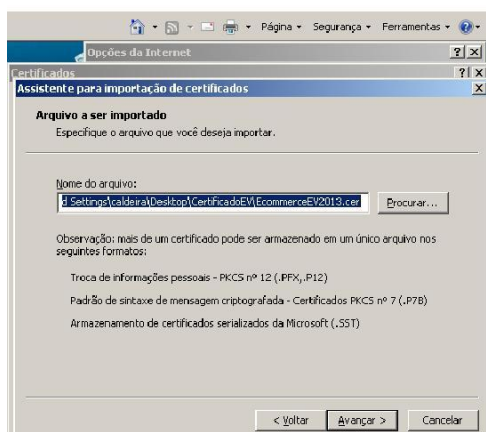 Página Segurança Ferramentas
Opções da Internet
Certificados
Assistente para importação de certificados
Arquivo a ser importado
Especifique o arquivo que você deseja importar.
Nome do arquivo:
d Settings\caldeira\Desktop\CertificadoEV\EcommerceEV2013.cer Procurar...
Observação: mais de um certificado pode ser armazenado em um único arquivo nos
seguintes formatos:
Troca de informações pessoais - PKCS nº 12 (.PFX,.P12)
Padrão de sintaxe de mensagem criptografada - Certificados PKCS nº 7 (.P7B)
Armazenamento de certificados serializados da Microsoft (.SST)
< Voltar Avançar > Cancelar